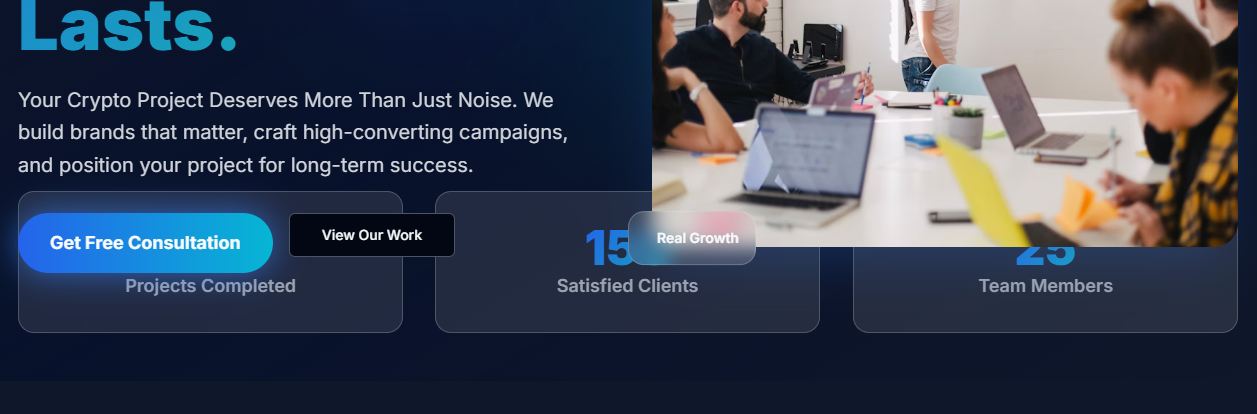 Lasts.
Your Crypto Project Deserves More Than Just Noise. We
build brands that matter, craft high-converting campaigns,
and position your project for long-term success.
Get Free Consultation
View Our Work
Real Growth
Projects Completed
Satisfied Clients
25
Team Members